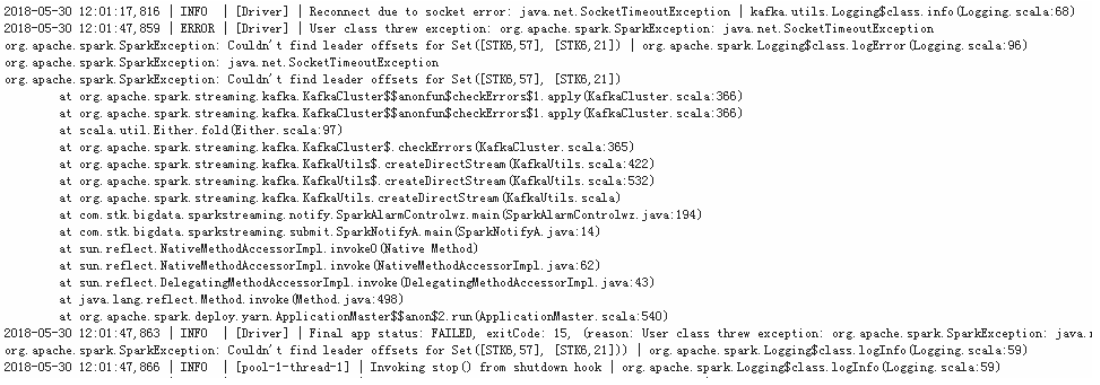 2018-05-30 12:01:17,816 | INFO  | [Driver] | Reconnect due to socket error: java.net.SocketTimeoutException | kafka.utils.Logging$class.info(Logging.scala:68)
2018-05-30 12:01:47,859 | ERROR | [Driver] | User class threw exception: org.apache.spark.SparkException: java.net.SocketTimeoutException
org.apache.spark.SparkException: Couldn't find leader offsets for Set([STK6,57], [STK6,21]) | org.apache.spark.Logging$class.logError(Logging.scala:96)
org.apache.spark.SparkException: java.net.SocketTimeoutException
org.apache.spark.SparkException: Couldn't find leader offsets for Set([STK6,57], [STK6,21])
at org.apache.spark.streaming.kafka.KafkaCluster$$anonfun$checkErrors$1.apply(KafkaCluster.scala:366)
at org.apache.spark.streaming.kafka.KafkaCluster$$anonfun$checkErrors$1.apply(KafkaCluster.scala:366)
at scala.util.Either.fold(Either.scala:97)
at org.apache.spark.streaming.kafka.KafkaCluster$.checkErrors(KafkaCluster.scala:365)
at org.apache.spark.streaming.kafka.KafkaUtils$.createDirectStream(KafkaUtils.scala:422)
at org.apache.spark.streaming.kafka.KafkaUtils$.createDirectStream(KafkaUtils.scala:532)
at org.apache.spark.streaming.kafka.KafkaUtils.createDirectStream(KafkaUtils.scala)
at com.stk.bigdata.sparkstreaming.notify.SparkAlarmControlwz.main(SparkAlarmControlwz.java:194)
at com.stk.bigdata.sparkstreaming.submit.SparkNotifyA.main(SparkNotifyA.java:14)
at sun.reflect.NativeMethodAccessorImpl.invoke0(Native Method)
at sun.reflect.NativeMethodAccessorImpl.invoke(NativeMethodAccessorImpl.java:62)
at sun.reflect.DelegatingMethodAccessorImpl.invoke(DelegatingMethodAccessorImpl.java:43)
at java.lang.reflect.Method.invoke(Method.java:498)
at org.apache.spark.deploy.yarn.ApplicationMaster$$anon$2.run(ApplicationMaster.scala:540)
2018-05-30 12:01:47,863 | INFO  | [Driver] | Final app status: FAILED, exitCode: 15, (reason: User class threw exception: org.apache.spark.SparkException: java.
org.apache.spark.SparkException: Couldn't find leader offsets for Set([STK6,57], [STK6,21])) | org.apache.spark.Logging$class.logInfo(Logging.scala:59)
2018-05-30 12:01:47,866 | INFO  | [pool-1-thread-1] | Invoking stop() from shutdown hook | org.apache.spark.Logging$class.logInfo(Logging.scala:59)